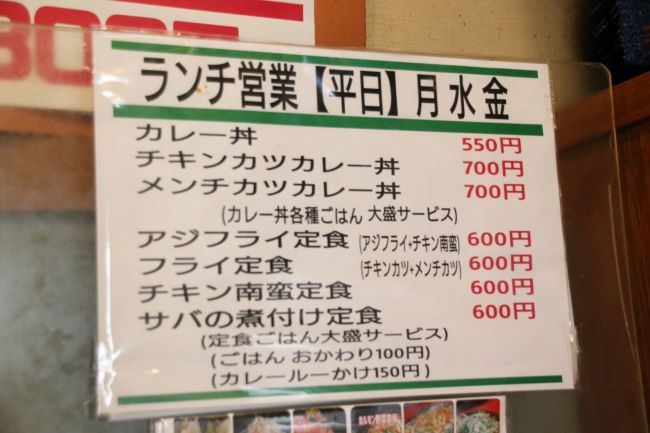 ランチ営業【平日】月水金
カレー丼 550円
チキンカツカレー丼 700円
メンチカツカレー丼 700円
(カレー丼各種ごはん 大盛サービス)
アジフライ定食 (アジフライ+チキン南蛮) 600円
フライ定食 (チキンカツ+メンチカツ) 600円
チキン南蛮定食 600円
サバの煮付け定食 600円
(定食ごはん大盛サービス)
(ごはん おかわり100円)
(カレールーかけ150円)